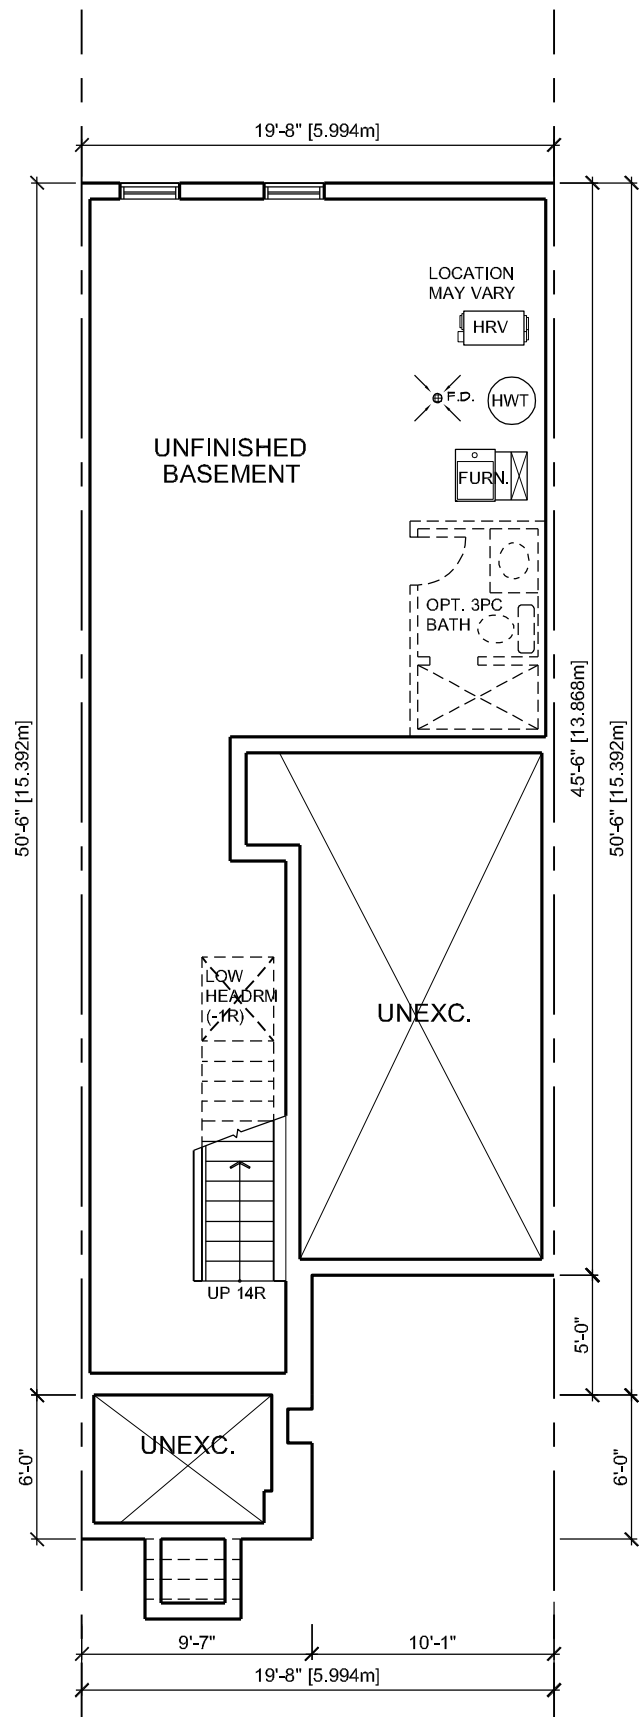 19'-8" [5.994m]
LOCATION
MAY VARY
HRV
F.D.
HWT
UNFINISHED
BASEMENT
FURN.
OPT. 3PC
BATH
45'-6" [13.868m]
50'-6" [15.392m]
50'-6" [15.392m]
LOW
HEADRM
(-1R)
UNEXC.
UP 14R
5'-0"
UNEXC.
6'-0"
6'-0"
9'-7"
10'-1"
19'-8" [5.994m]